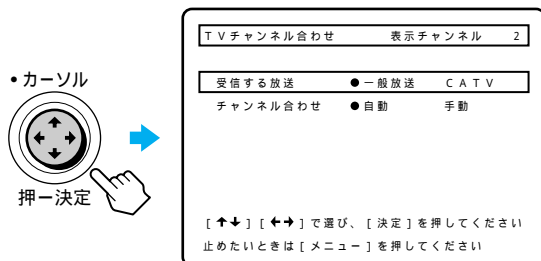 • カーソル
押ー決定
TVチャンネル合わせ 表示チャンネル 2
受信する放送 ●一般放送 CATV
チャンネル合わせ ●自動 手動
[↑↓][←→]で選び、[決定]を押してください
止めたいときは[メニュー]を押してください